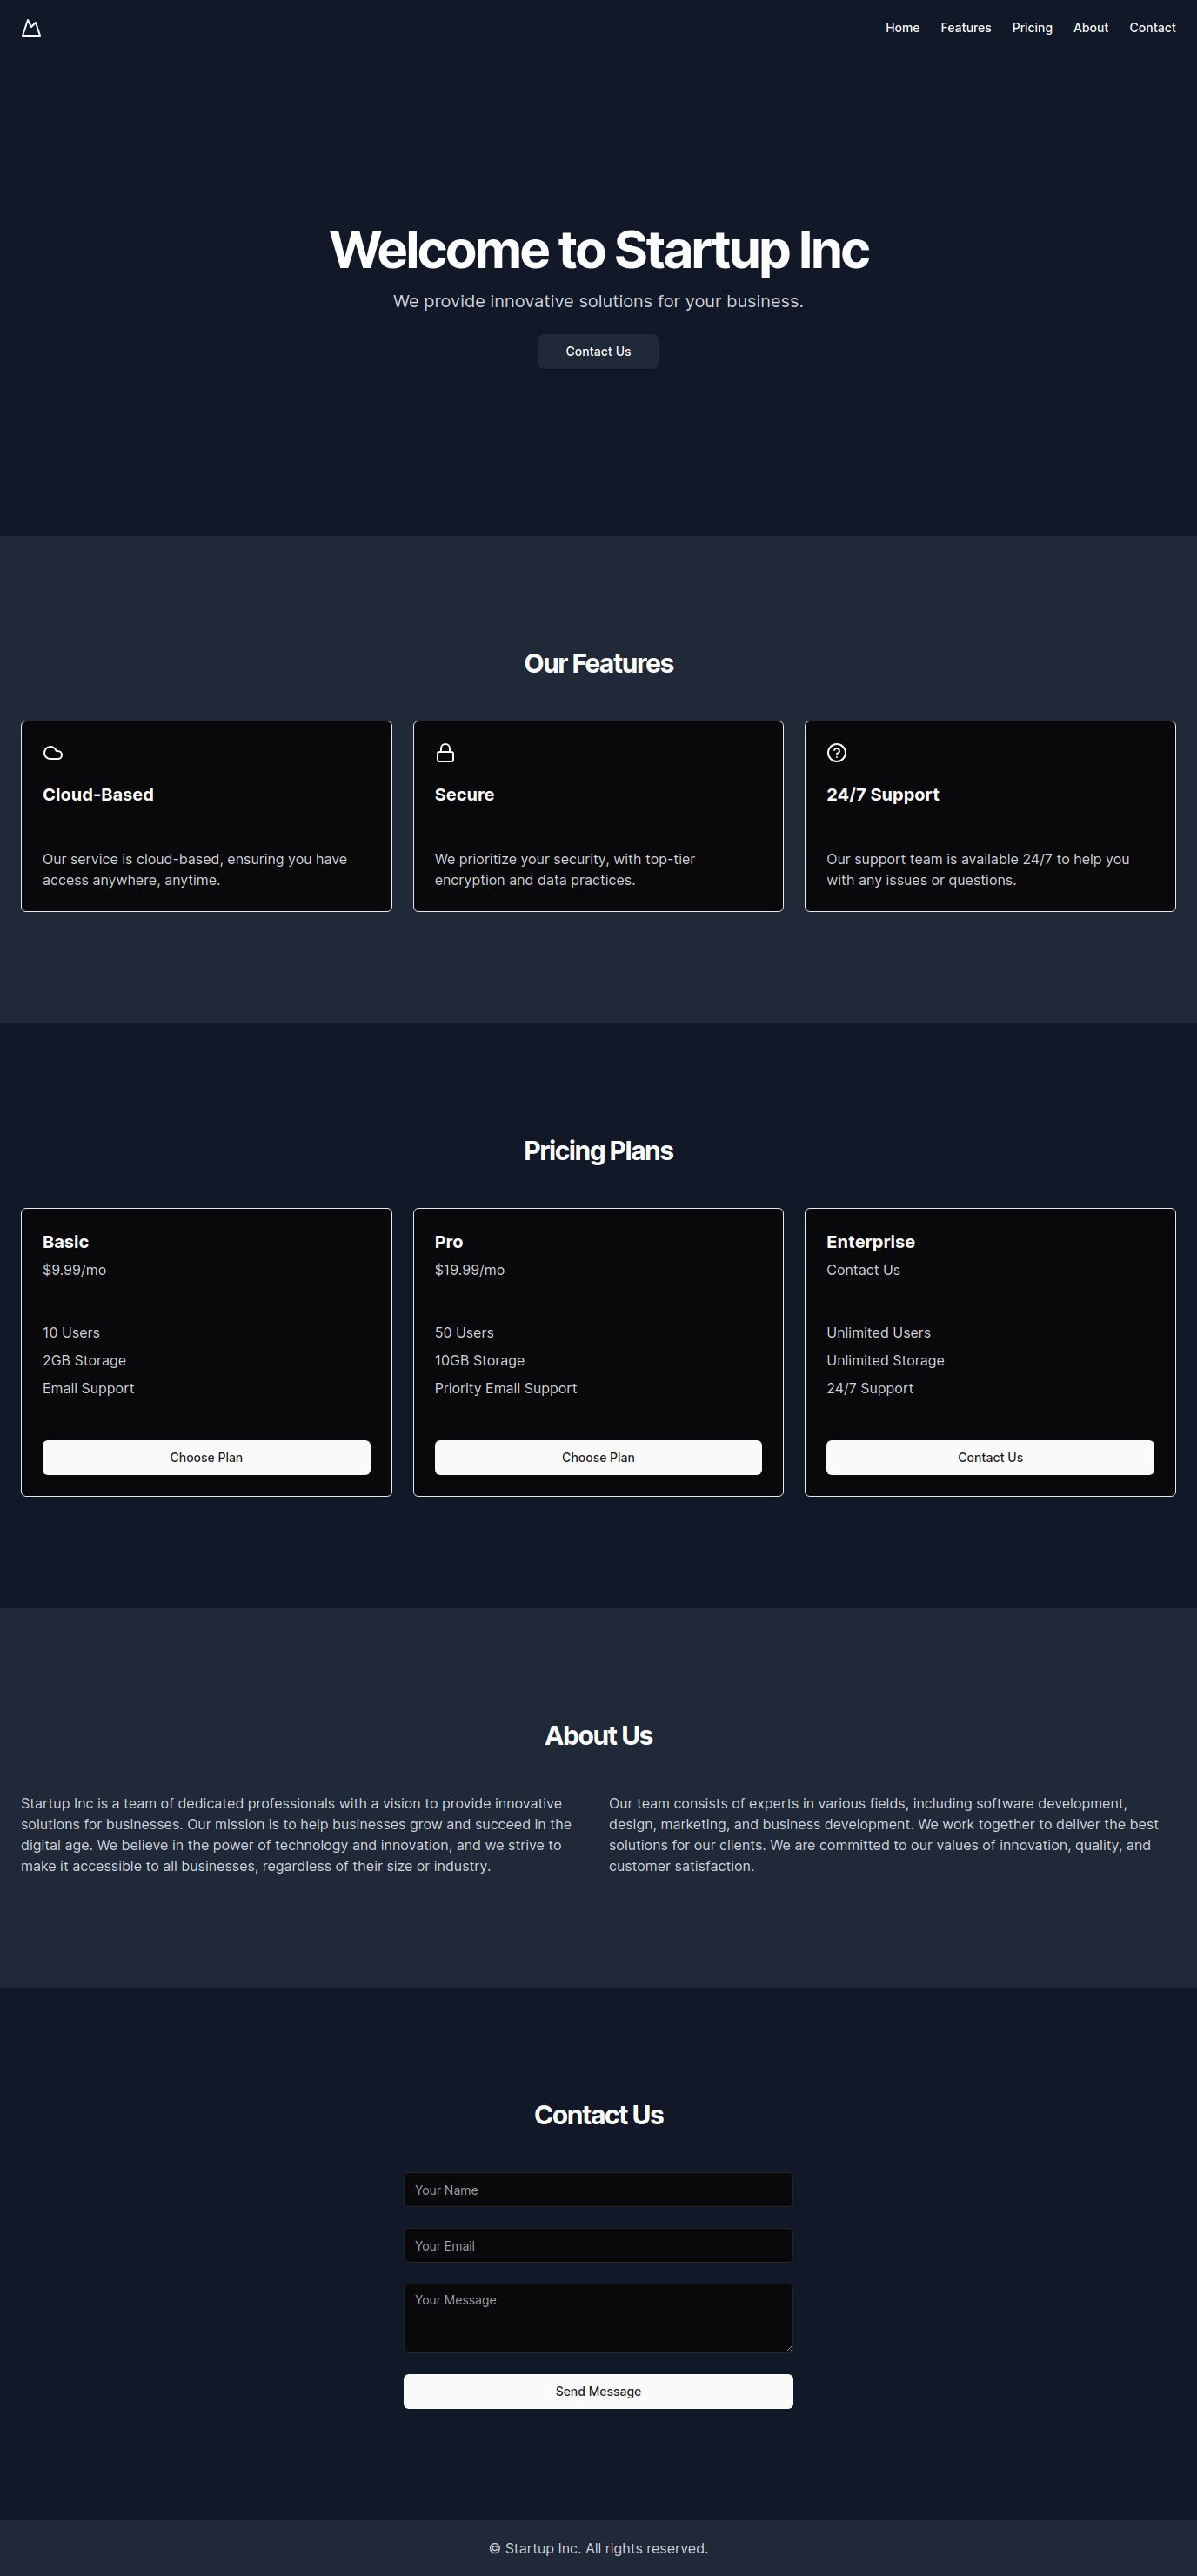 Home Features Pricing About Contact
Welcome to Startup Inc
We provide innovative solutions for your business.
Contact Us
Our Features
Cloud-Based
Our service is cloud-based, ensuring you have
access anywhere, anytime.
Secure
We prioritize your security, with top-tier
encryption and data practices.
24/7 Support
Our support team is available 24/7 to help you
with any issues or questions.
Pricing Plans
Basic
$9.99/mo
10 Users
2GB Storage
Email Support
Choose Plan
Pro
$19.99/mo
50 Users
10GB Storage
Priority Email Support
Choose Plan
Enterprise
Contact Us
Unlimited Users
Unlimited Storage
24/7 Support
Contact Us
About Us
Startup Inc is a team of dedicated professionals with a vision to provide innovative
solutions for businesses. Our mission is to help businesses grow and succeed in the
digital age. We believe in the power of technology and innovation, and we strive to
make it accessible to all businesses, regardless of their size or industry.
Our team consists of experts in various fields, including software development,
design, marketing, and business development. We work together to deliver the best
solutions for our clients. We are committed to our values of innovation, quality, and
customer satisfaction.
Contact Us
Your Name
Your Email
Your Message
Send Message
© Startup Inc. All rights reserved.